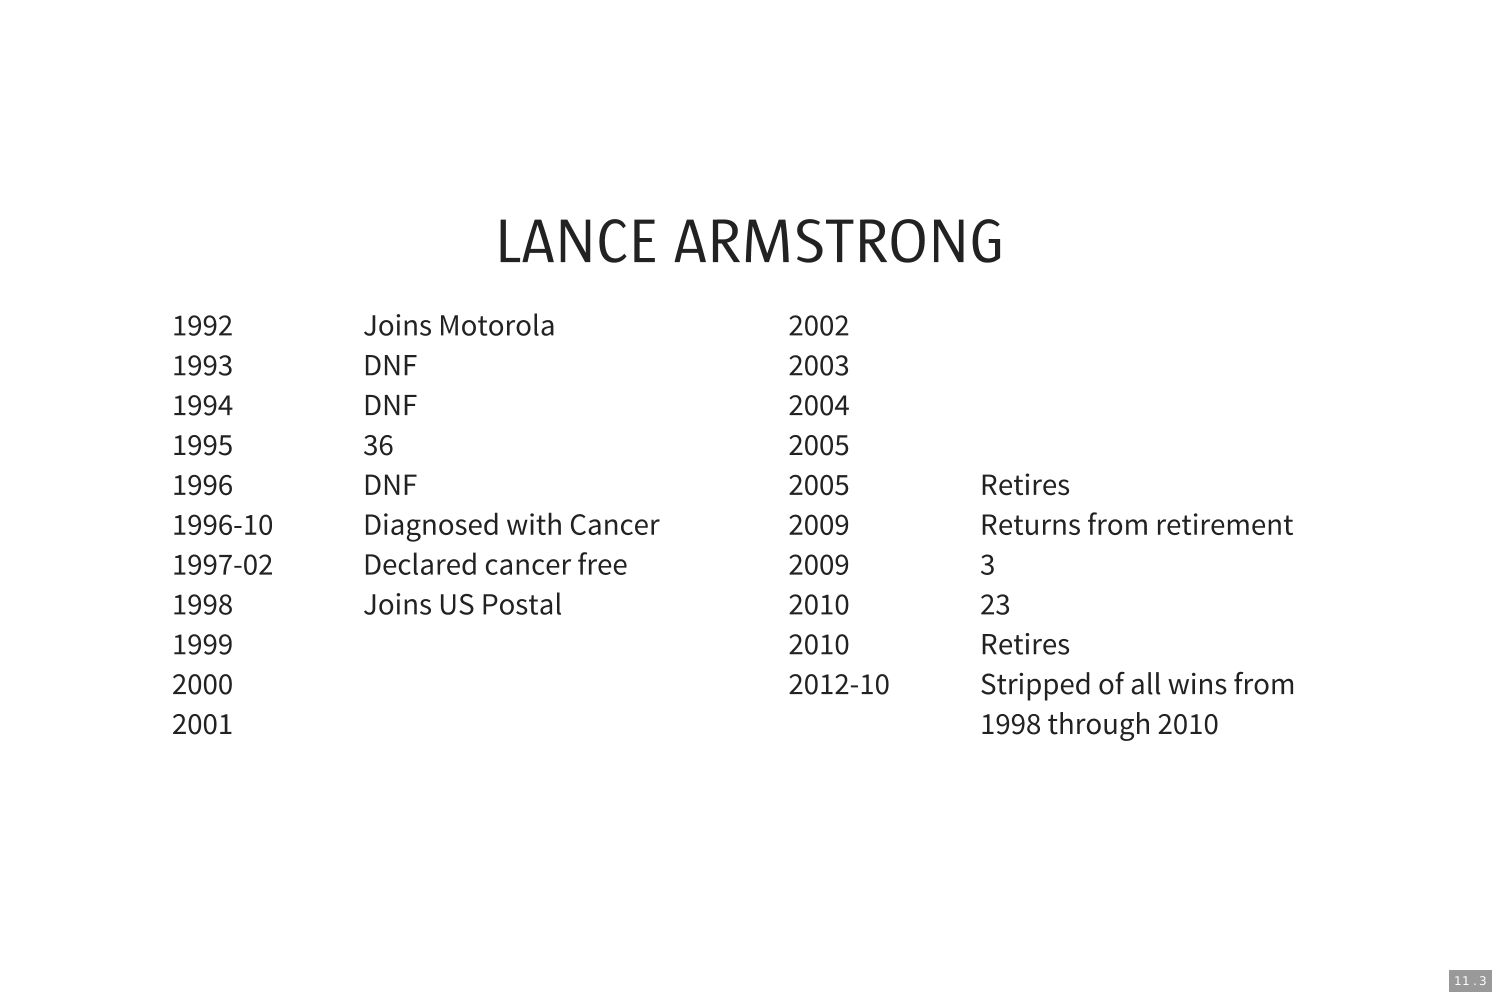 LANCE ARMSTRONG
1992 Joins Motorola
1993 DNF
1994 DNF
1995 36
1996 DNF
1996-10 Diagnosed with Cancer
1997-02 Declared cancer free
1998 Joins US Postal
1999
2000
2001
2002
2003
2004
2005
2005 Retires
2009 Returns from retirement
2009 3
2010 23
2010 Retires
2012-10 Stripped of all wins from
1998 through 2010
11.3